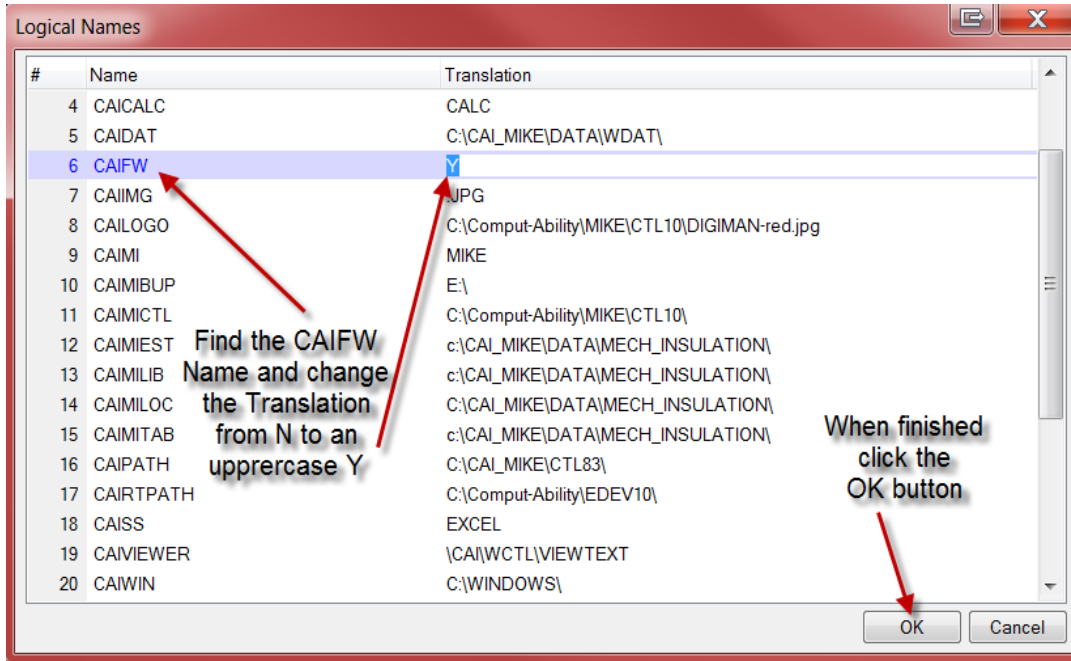 Logical Names
# Name Translation
4 CAICALC CALC
5 CAIDAT C:\CAI_MIKE\DATA\WDAT\
6 CAIFW Y
7 CAIIMG .JPG
8 CAILOGO C:\Comput-Ability\MIKE\CTL10\DIGIMAN-red.jpg
9 CAIMI MIKE
10 CAIMIBUP E:\
11 CAIMICTL C:\Comput-Ability\MIKE\CTL10\
12 CAIMIEST c:\CAI_MIKE\DATA\MECH_INSULATION\
13 CAIMILIB c:\CAI_MIKE\DATA\MECH_INSULATION\
14 CAIMILOC C:\CAI_MIKE\DATA\MECH_INSULATION\
15 CAIMITAB c:\CAI_MIKE\DATA\MECH_INSULATION\
16 CAIPATH C:\CAI_MIKE\CTL83\
17 CAIRTPATH C:\Comput-Ability\EDEV10\
18 CAISS EXCEL
19 CAIVIEWER \CAI\WCTL\VIEWTEXT
20 CAIWIN C:\WINDOWS\
Find the CAIFW
Name and change
the Translation
from N to an
upprercase Y
When finished
click the
OK button
OK Cancel